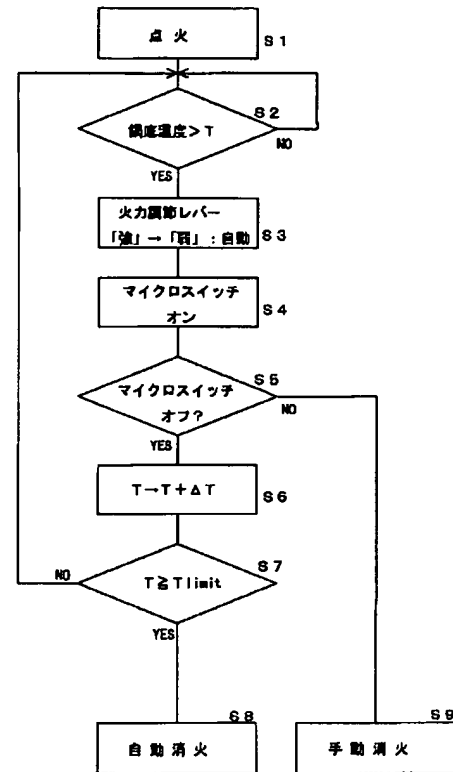 点火
S1
鍋底温度>T
S2
NO
YES
火力調節レバー
「強」→「弱」:自動
S3
マイクロスイッチ
オン
S4
マイクロスイッチ
オフ?
S5
NO
YES
T→T+ΔT
S6
T≧Tlimit
S7
NO
YES
自動消火
S8
手動消火
S9